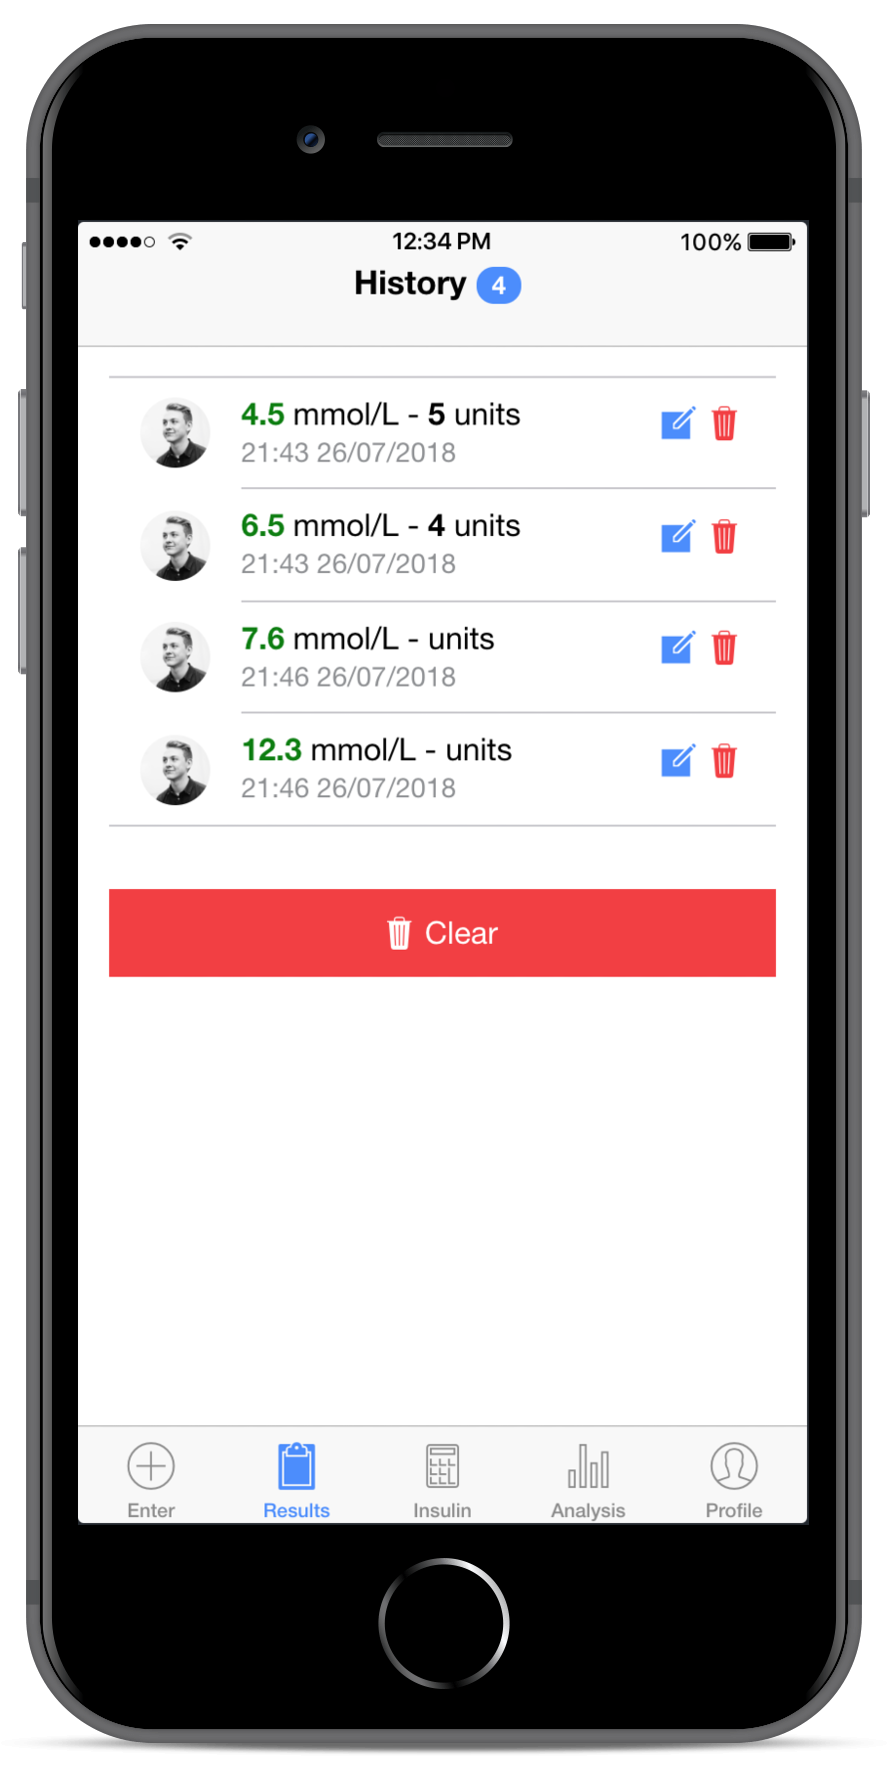 12:34 PM 100%
History 4
4.5 mmol/L - 5 units
21:43 26/07/2018
6.5 mmol/L - 4 units
21:43 26/07/2018
7.6 mmol/L - units
21:46 26/07/2018
12.3 mmol/L - units
21:46 26/07/2018
Clear
Enter Results Insulin Analysis Profile